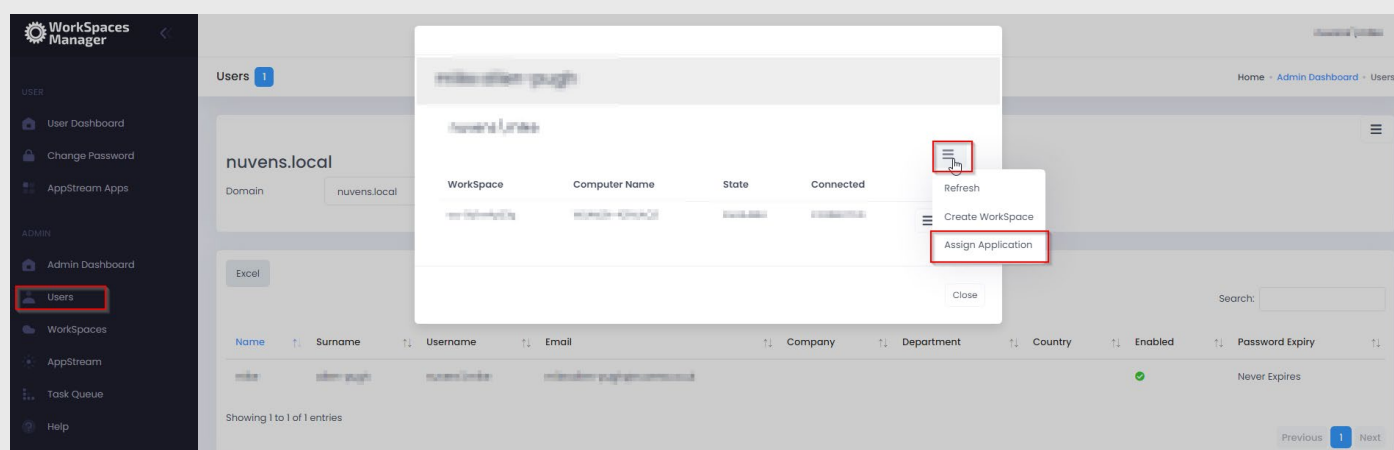 WorkSpaces
Manager
USER
User Dashboard
Change Password
AppStream Apps
ADMIN
Admin Dashboard
Users
WorkSpaces
AppStream
Task Queue
Help
Users 1
Home - Admin Dashboard - Users
nuvens.local
Domain nuvens.local
WorkSpace Computer Name State Connected
Refresh
Create WorkSpace
Assign Application
Close
Excel
Search:
Name Surname Username Email Company Department Country Enabled Password Expiry
Never Expires
Showing 1 to 1 of 1 entries
Previous 1 Next